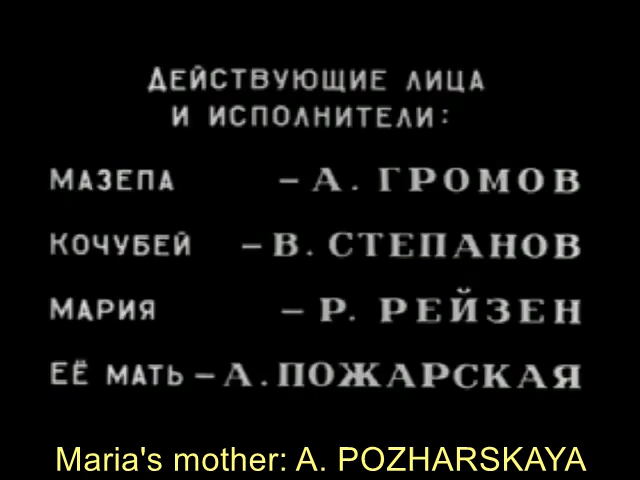 ДЕЙСТВУЮЩИЕ ЛИЦА
И ИСПОЛНИТЕЛИ:
МАЗЕПА – А. ГРОМОВ
КОЧУБЕЙ – В. СТЕПАНОВ
МАРИЯ – Р. РЕЙЗЕН
ЕЁ МАТЬ – А. ПОЖАРСКАЯ
Maria's mother: A. POZHARSKAYA